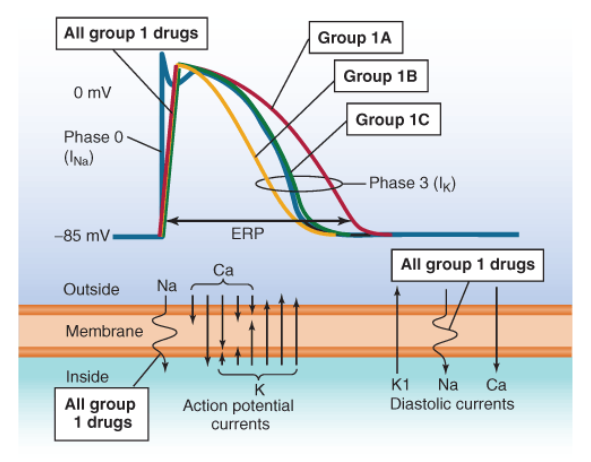 All group 1 drugs
Group 1A
Group 1B
Group 1C
0 mV
Phase 0
(INa)
Phase 3 (IK)
−85 mV
ERP
All group 1 drugs
Outside
Na
Ca
Membrane
Inside
All group
1 drugs
K
Action potential
currents
K1
Na
Ca
Diastolic currents